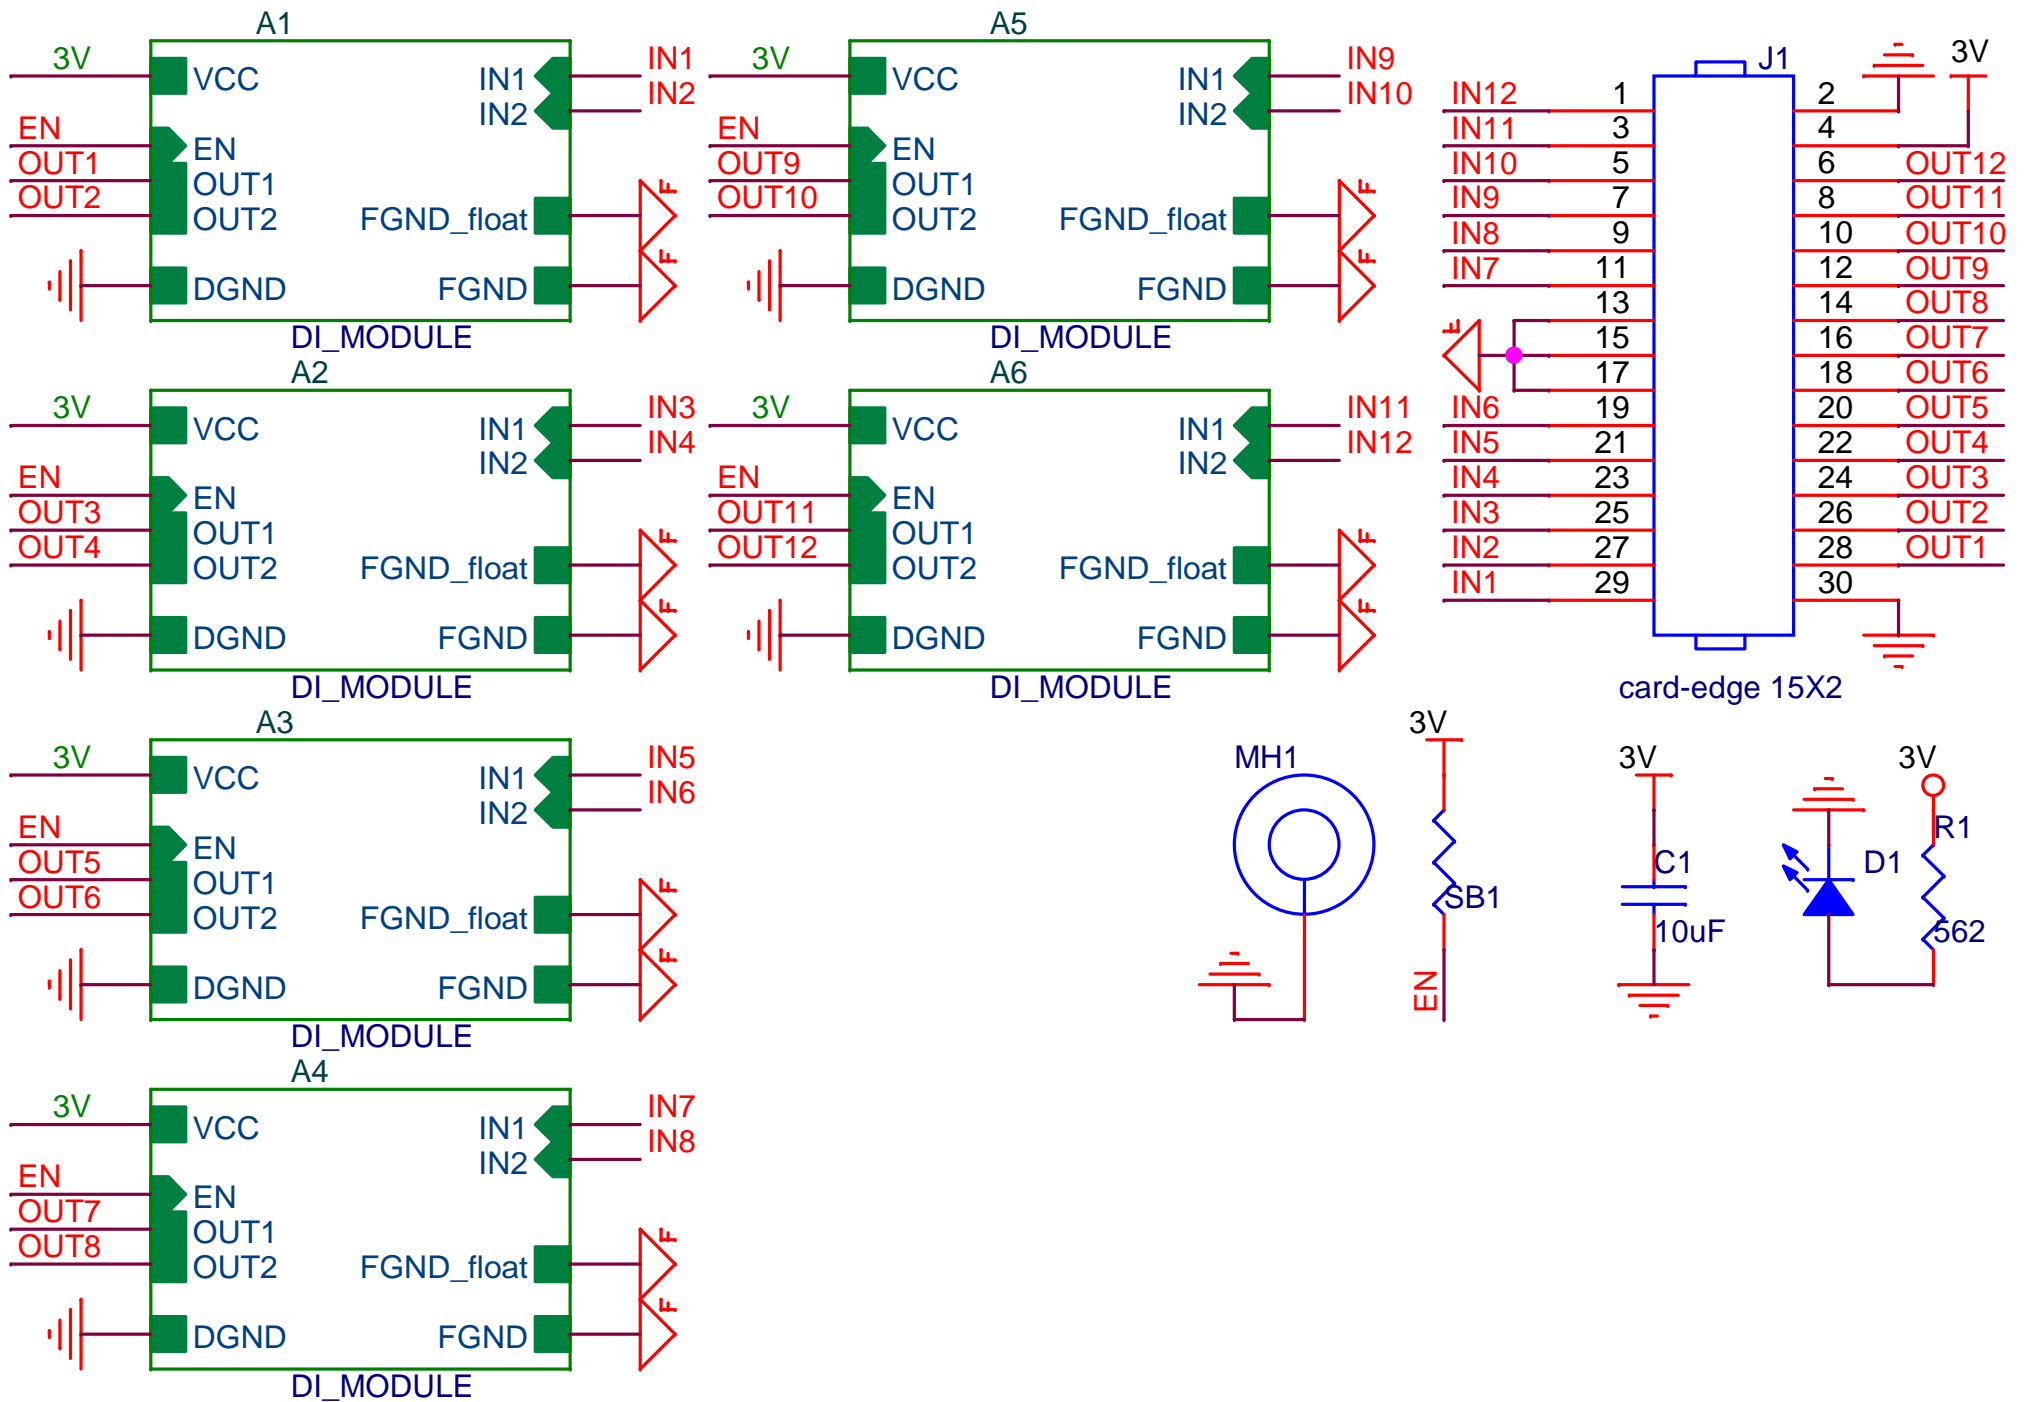 A1
3V
VCC
IN1
IN1
IN2
IN2
EN
EN
OUT1
OUT1
OUT2
OUT2
FGND_float
F
DGND
FGND
F
DI_MODULE
A2
3V
VCC
IN1
IN3
IN2
IN4
EN
EN
OUT3
OUT1
OUT4
OUT2
FGND_float
F
DGND
FGND
F
DI_MODULE
A3
3V
VCC
IN1
IN5
IN2
IN6
EN
EN
OUT5
OUT1
OUT6
OUT2
FGND_float
F
DGND
FGND
F
DI_MODULE
A4
3V
VCC
IN1
IN7
IN2
IN8
EN
EN
OUT7
OUT1
OUT8
OUT2
FGND_float
F
DGND
FGND
F
DI_MODULE
A5
3V
VCC
IN1
IN9
IN2
IN10
EN
EN
OUT9
OUT1
OUT10
OUT2
FGND_float
F
DGND
FGND
F
DI_MODULE
A6
3V
VCC
IN1
IN11
IN2
IN12
EN
EN
OUT11
OUT1
OUT12
OUT2
FGND_float
F
DGND
FGND
F
DI_MODULE
J1
3V
IN12 1 2
IN11 3 4
IN10 5 6 OUT12
IN9 7 8 OUT11
IN8 9 10 OUT10
IN7 11 12 OUT9
13 14 OUT8
F 15 16 OUT7
17 18 OUT6
IN6 19 20 OUT5
IN5 21 22 OUT4
IN4 23 24 OUT3
IN3 25 26 OUT2
IN2 27 28 OUT1
IN1 29 30
card-edge 15X2
MH1
3V
SB1
EN
3V
C1
10uF
D1
3V
R1
562